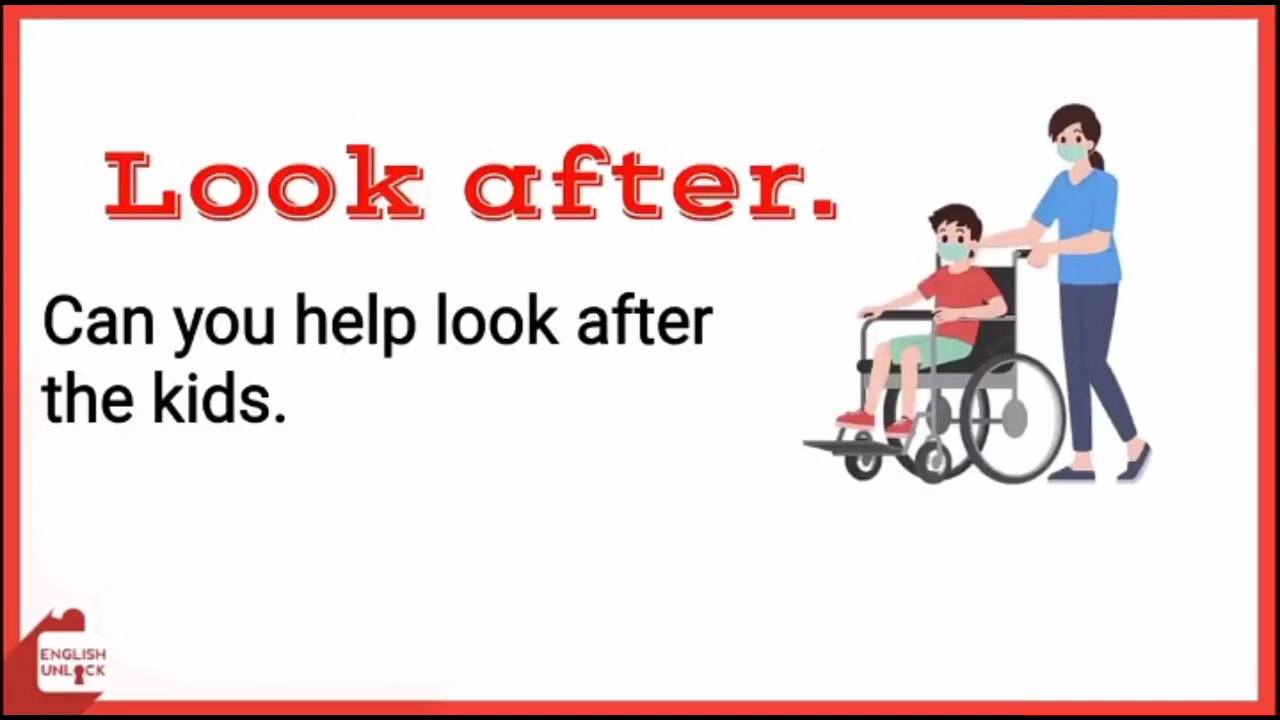 Look after.
Can you help look after
the kids.
ENGLISH
UNLOCK